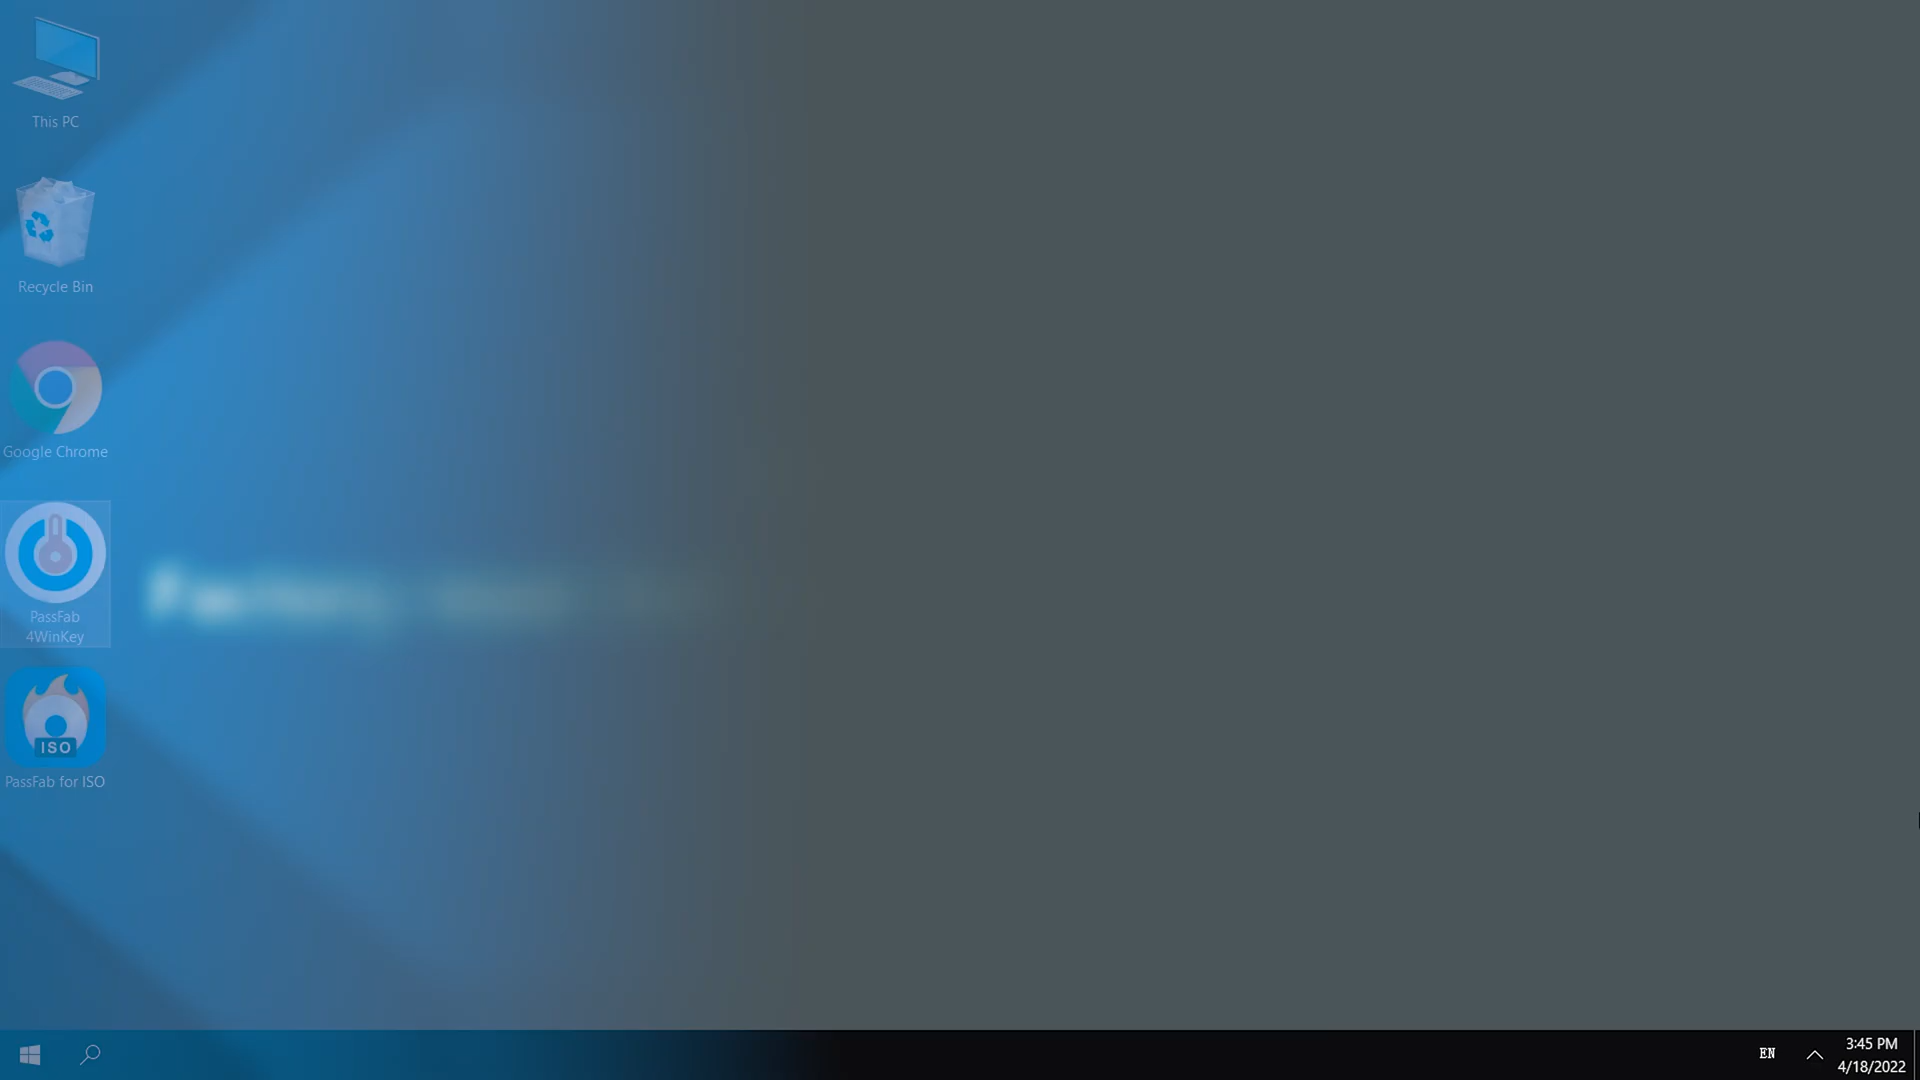 This PC
Recycle Bin
Google Chrome
PassFab
4WinKey
ISO
PassFab for ISO
EN
3:45 PM
4/18/2022